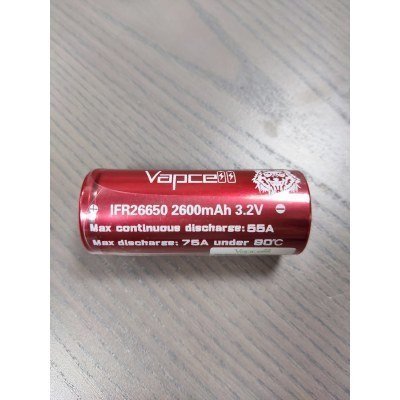 Vapcell
IFR26650 2600mAh 3.2V
Max continuous discharge: 55A
Max discharge: 75A under 80℃